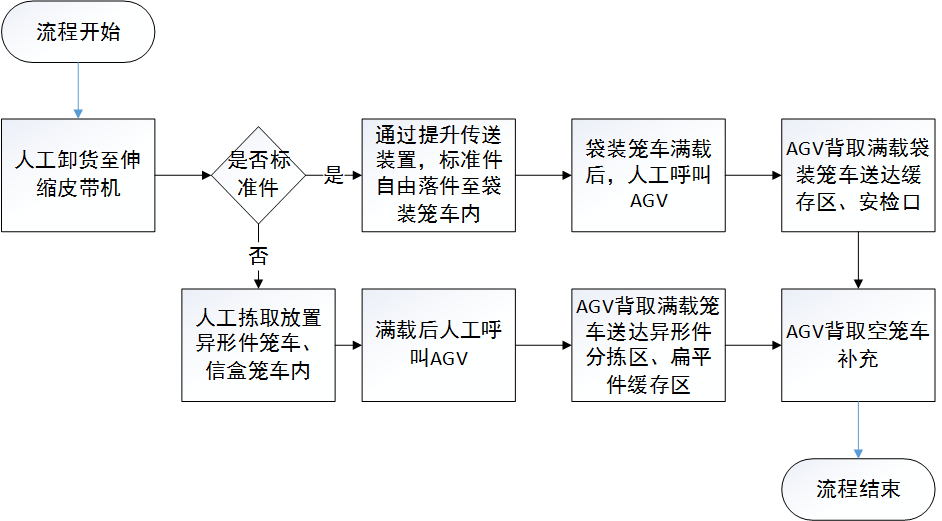 流程开始
人工卸货至伸
缩皮带机
是否标
准件
是
通过提升传送
装置，标准件
自由落件至袋
装笼车内
袋装笼车满载
后，人工呼叫
AGV
AGV背取满载袋
装笼车送达缓
存区、安检口
否
人工拣取放置
异形件笼车、
信盒笼车内
满载后人工呼
叫AGV
AGV背取满载笼
车送达异形件
分拣区、扁平
件缓存区
AGV背取空笼车
补充
流程结束